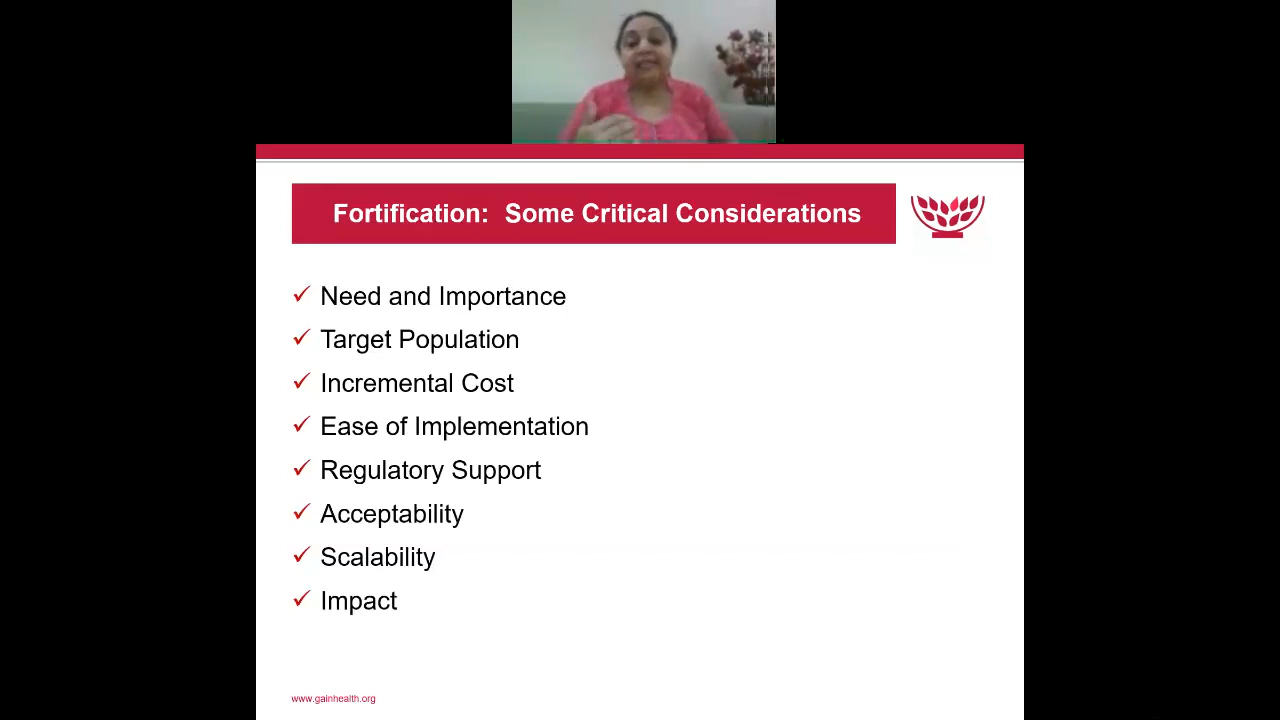 Fortification: Some Critical Considerations
Need and Importance
Target Population
Incremental Cost
Ease of Implementation
Regulatory Support
Acceptability
Scalability
Impact
www.gainhealth.org